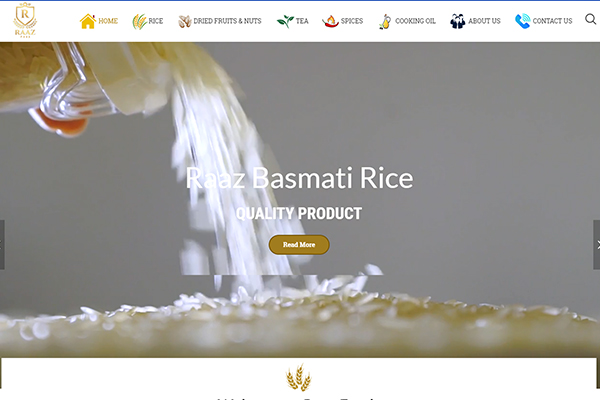 R
RAAZ
HOME
RICE
DRIED FRUITS & NUTS
TEA
SPICES
COOKING OIL
ABOUT US
CONTACT US
Raaz Basmati Rice
QUALITY PRODUCT
Read More